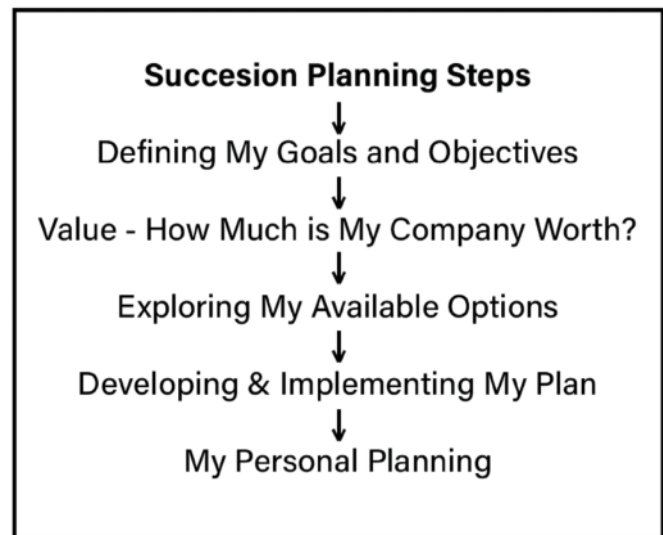 Succesion Planning Steps
Defining My Goals and Objectives
Value - How Much is My Company Worth?
Exploring My Available Options
Developing & Implementing My Plan
My Personal Planning